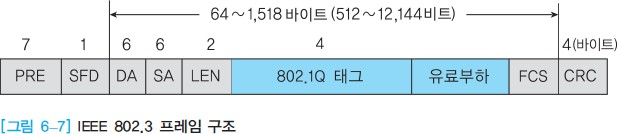 64~1,518 바이트 (512~12,144비트)
7 1 6 6 2 4 4(바이트)
PRE SFD DA SA LEN 802.1Q 태그 유료부하 FCS CRC
[그림 6-7] IEEE 802.3 프레임 구조